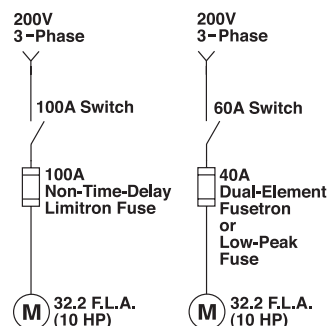 200V
3-Phase
100A Switch
100A
Non-Time-Delay
Limitron Fuse
M
32.2 F.L.A.
(10 HP)
200V
3-Phase
60A Switch
40A
Dual-Element
Fusetron
or
Low-Peak
Fuse
M
32.2 F.L.A.
(10 HP)